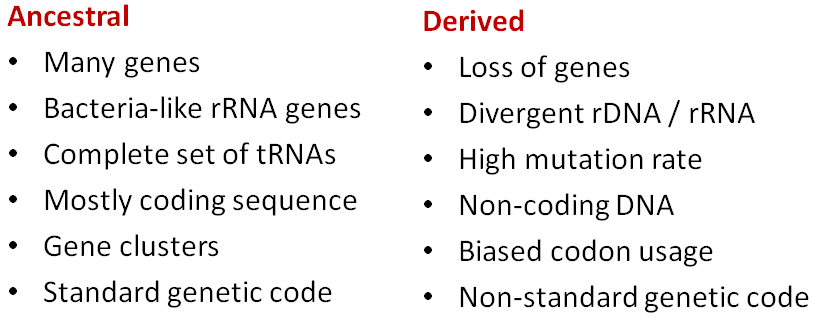 Ancestral
• Many genes
• Bacteria-like rRNA genes
• Complete set of tRNAs
• Mostly coding sequence
• Gene clusters
• Standard genetic code
Derived
• Loss of genes
• Divergent rDNA / rRNA
• High mutation rate
• Non-coding DNA
• Biased codon usage
• Non-standard genetic code